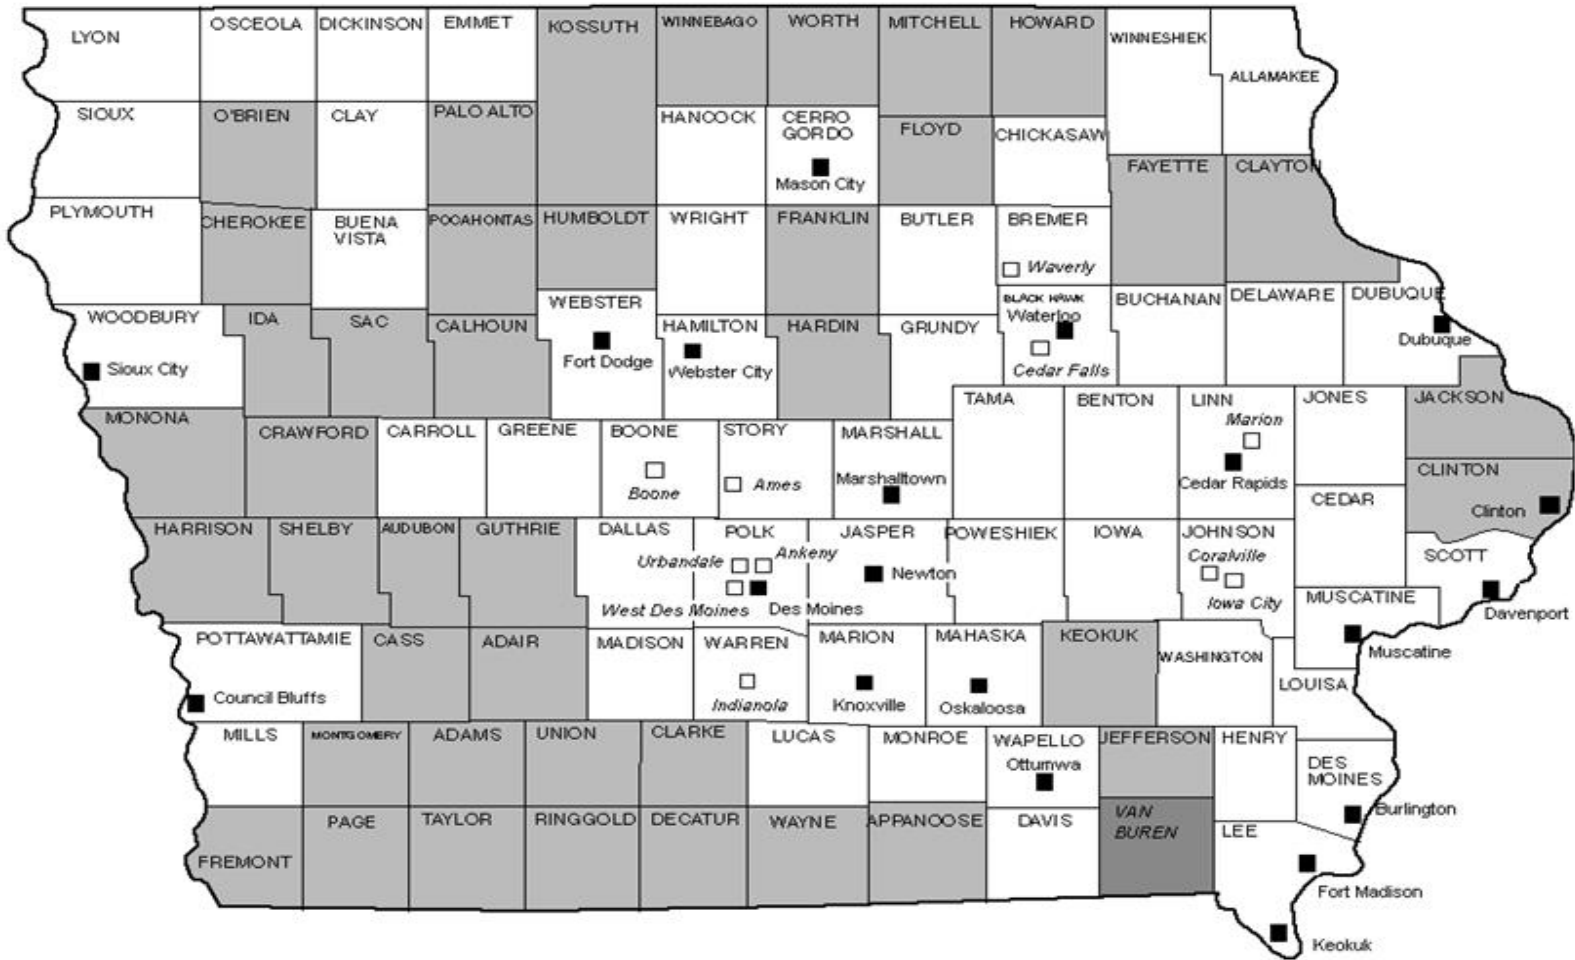 LYON
OSCEOLA
DICKINSON
EMMET
KOSSUTH
WINNEBAGO
WORTH
MITCHELL
HOWARD
WINNESHIEK
ALLAMAKEE
SIOUX
O'BRIEN
CLAY
PALO ALTO
HANCOCK
CERRO
GORDO
Mason City
FLOYD
CHICKASAW
FAYETTE
CLAYTON
PLYMOUTH
CHEROKEE
BUENA
VISTA
POCAHONTAS
HUMBOLDT
WRIGHT
FRANKLIN
BUTLER
BREMER
Waverly
WOODBURY
Sioux City
IDA
SAC
CALHOUN
WEBSTER
Fort Dodge
HAMILTON
Webster City
HARDIN
GRUNDY
BLACK HAWK
Waterloo
Cedar Falls
BUCHANAN
DELAWARE
DUBUQUE
Dubuque
MONONA
CRAWFORD
CARROLL
GREENE
BOONE
Boone
STORY
Ames
MARSHALL
Marshalltown
TAMA
BENTON
LINN
Marion
Cedar Rapids
JONES
JACKSON
CLINTON
Clinton
HARRISON
SHELBY
AUDUBON
GUTHRIE
DALLAS
POLK
Urbandale
Ankeny
West Des Moines
Des Moines
JASPER
Newton
POWESHIEK
IOWA
JOHNSON
Coralville
Iowa City
CEDAR
SCOTT
Davenport
MUSCATINE
Muscatine
POTTAWATTAMIE
Council Bluffs
CASS
ADAIR
MADISON
WARREN
Indianola
MARION
Knoxville
MAHASKA
Oskaloosa
KEOKUK
WASHINGTON
LOUISA
MILLS
MONTGOMERY
ADAMS
UNION
CLARKE
LUCAS
MONROE
WAPELLO
Ottumwa
JEFFERSON
HENRY
DES
MOINES
Burlington
FREMONT
PAGE
TAYLOR
RINGGOLD
DECATUR
WAYNE
APPANOOSE
DAVIS
VAN
BUREN
LEE
Fort Madison
Keokuk